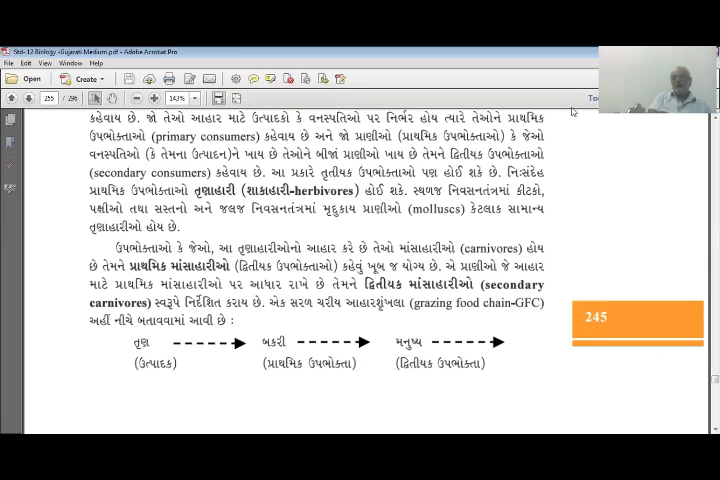 Std- 12 Biology -Gujarati Medium.pdf - Adobe Acrobat Pro
File Edit View Window Help
Open Create
255 / 296 143%
કહેવાય છે. જો તેઓ આહાર માટે ઉત્પાદકો કે વનસ્પતિઓ પર નિર્ભર હોય ત્યારે તેઓને પ્રાથમિક
ઉપભોક્તાઓ (primary consumers) કહેવાય છે અને જો પ્રાણીઓ (પ્રાથમિક ઉપભોક્તાઓ) કે જેઓ
વનસ્પતિઓ (કે તેમના ઉત્પાદન)ને ખાય છે તેઓને બીજાં પ્રાણીઓ ખાય છે તેમને દ્વિતીયક ઉપભોક્તાઓ
(secondary consumers) કહેવાય છે. આ પ્રકારે તૃતીયક ઉપભોક્તાઓ પણ હોઈ શકે છે. નિઃસંદેહ
પ્રાથમિક ઉપભોક્તાઓ તૃણાહારી (શાકાહારી-herbivores) હોઈ શકે. સ્થળજ નિવસનતંત્રમાં કીટકો,
પક્ષીઓ તથા સસ્તનો અને જલજ નિવસનતંત્રમાં મૃદુકાય પ્રાણીઓ (molluscs) કેટલાક સામાન્ય
તૃણાહારીઓ હોય છે.
ઉપભોક્તાઓ કે જેઓ, આ તૃણાહારીઓનો આહાર કરે છે તેઓ માંસાહારીઓ (carnivores) હોય
છે તેમને પ્રાથમિક માંસાહારીઓ (દ્વિતીયક ઉપભોક્તાઓ) કહેવું ખૂબ જ યોગ્ય છે. એ પ્રાણીઓ જે આહાર
માટે પ્રાથમિક માંસાહારીઓ પર આધાર રાખે છે તેમને દ્વિતીયક માંસાહારીઓ (secondary
carnivores) સ્વરૂપે નિર્દેશિત કરાય છે. એક સરળ ચરીય આહારશૃંખલા (grazing food chain-GFC)
અહીં નીચે બતાવવામાં આવી છે :
245
તૃણ બકરી મનુષ્ય
(ઉત્પાદક) (પ્રાથમિક ઉપભોક્તા) (દ્વિતીયક ઉપભોક્તા)